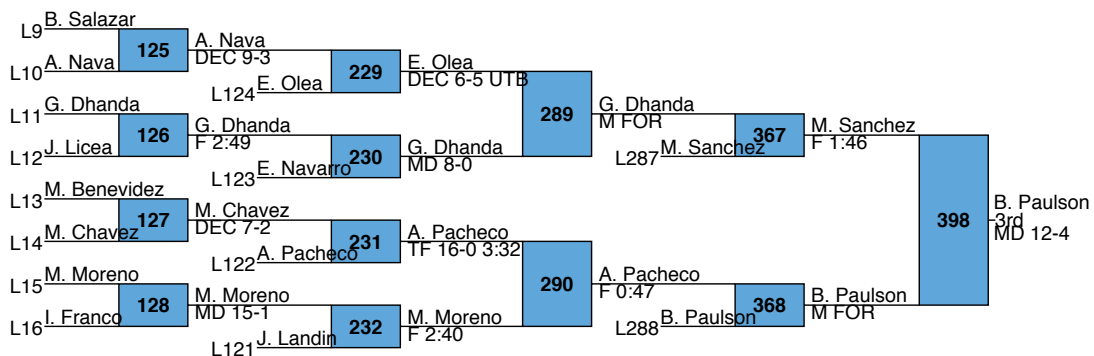 L9 B. Salazar
125
A. Nava
DEC 9-3
L10 A. Nava
229
E. Olea
DEC 6-5 UTB
L124 E. Olea
L11 G. Dhanda
126
G. Dhanda
F 2:49
L12 J. Licea
230
G. Dhanda
MD 8-0
L123 E. Navarro
289
G. Dhanda
M FOR
L287 M. Sanchez
367
M. Sanchez
F 1:46
L13 M. Benevidez
127
M. Chavez
DEC 7-2
L14 M. Chavez
231
A. Pacheco
TF 16-0 3:32
L122 A. Pacheco
L15 M. Moreno
128
M. Moreno
MD 15-1
L16 I. Franco
232
M. Moreno
F 2:40
L121 J. Landin
290
A. Pacheco
F 0:47
L288 B. Paulson
368
B. Paulson
M FOR
398
B. Paulson
3rd
MD 12-4